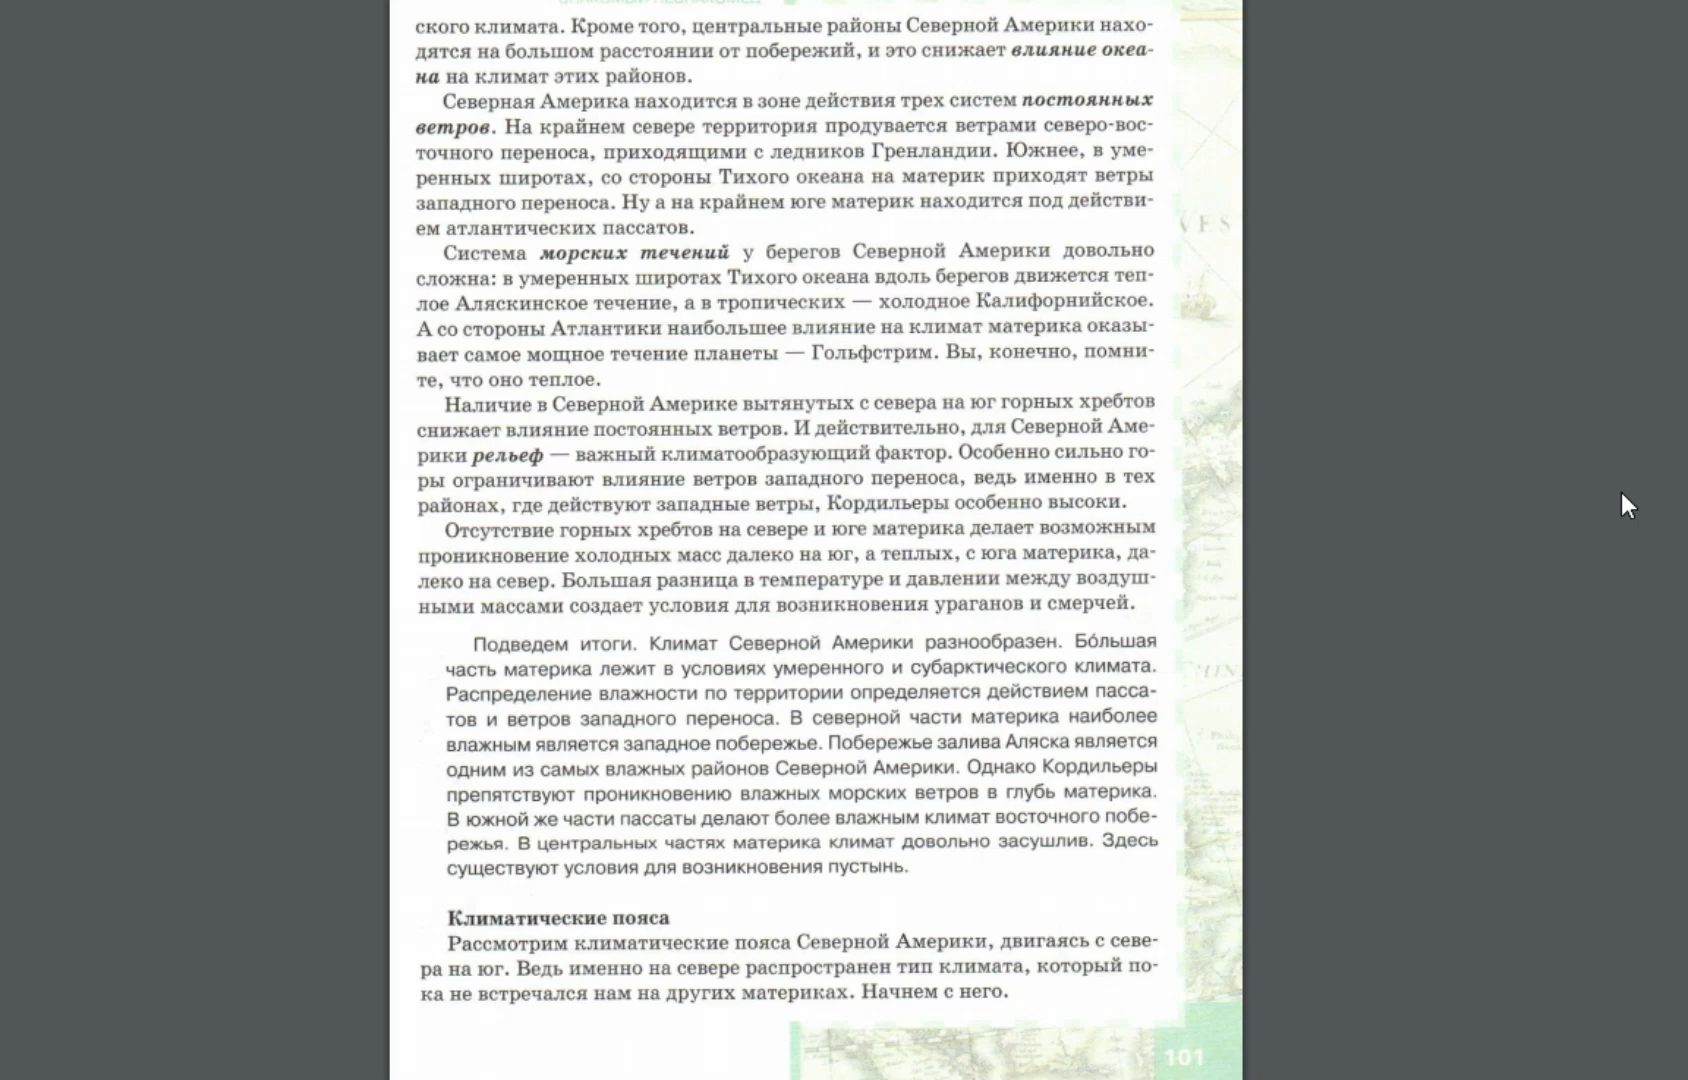 ского климата. Кроме того, центральные районы Северной Америки нахо-
дятся на большом расстоянии от побережий, и это снижает влияние океа-
на на климат этих районов.
Северная Америка находится в зоне действия трех систем постоянных
ветров. На крайнем севере территория продувается ветрами северо-вос-
точного переноса, приходящими с ледников Гренландии. Южнее, в уме-
ренных широтах, со стороны Тихого океана на материк приходят ветры
западного переноса. Ну а на крайнем юге материк находится под действи-
ем атлантических пассатов.
Система морских течений у берегов Северной Америки довольно
сложна: в умеренных широтах Тихого океана вдоль берегов движется теп-
лое Аляскинское течение, а в тропических — холодное Калифорнийское.
А со стороны Атлантики наибольшее влияние на климат материка оказы-
вает самое мощное течение планеты — Гольфстрим. Вы, конечно, помни-
те, что оно теплое.
Наличие в Северной Америке вытянутых с севера на юг горных хребтов
снижает влияние постоянных ветров. И действительно, для Северной Аме-
рики рельеф — важный климатообразующий фактор. Особенно сильно го-
ры ограничивают влияние ветров западного переноса, ведь именно в тех
районах, где действуют западные ветры, Кордильеры особенно высоки.
Отсутствие горных хребтов на севере и юге материка делает возможным
проникновение холодных масс далеко на юг, а теплых, с юга материка, да-
леко на север. Большая разница в температуре и давлении между воздуш-
ными массами создает условия для возникновения ураганов и смерчей.
Подведем итоги. Климат Северной Америки разнообразен. Бóльшая
часть материка лежит в условиях умеренного и субарктического климата.
Распределение влажности по территории определяется действием пасса-
тов и ветров западного переноса. В северной части материка наиболее
влажным является западное побережье. Побережье залива Аляска является
одним из самых влажных районов Северной Америки. Однако Кордильеры
препятствуют проникновению влажных морских ветров в глубь материка.
В южной же части пассаты делают более влажным климат восточного побе-
режья. В центральных частях материка климат довольно засушлив. Здесь
существуют условия для возникновения пустынь.
Климатические пояса
Рассмотрим климатические пояса Северной Америки, двигаясь с севе-
ра на юг. Ведь именно на севере распространен тип климата, который по-
ка не встречался нам на других материках. Начнем с него.
101